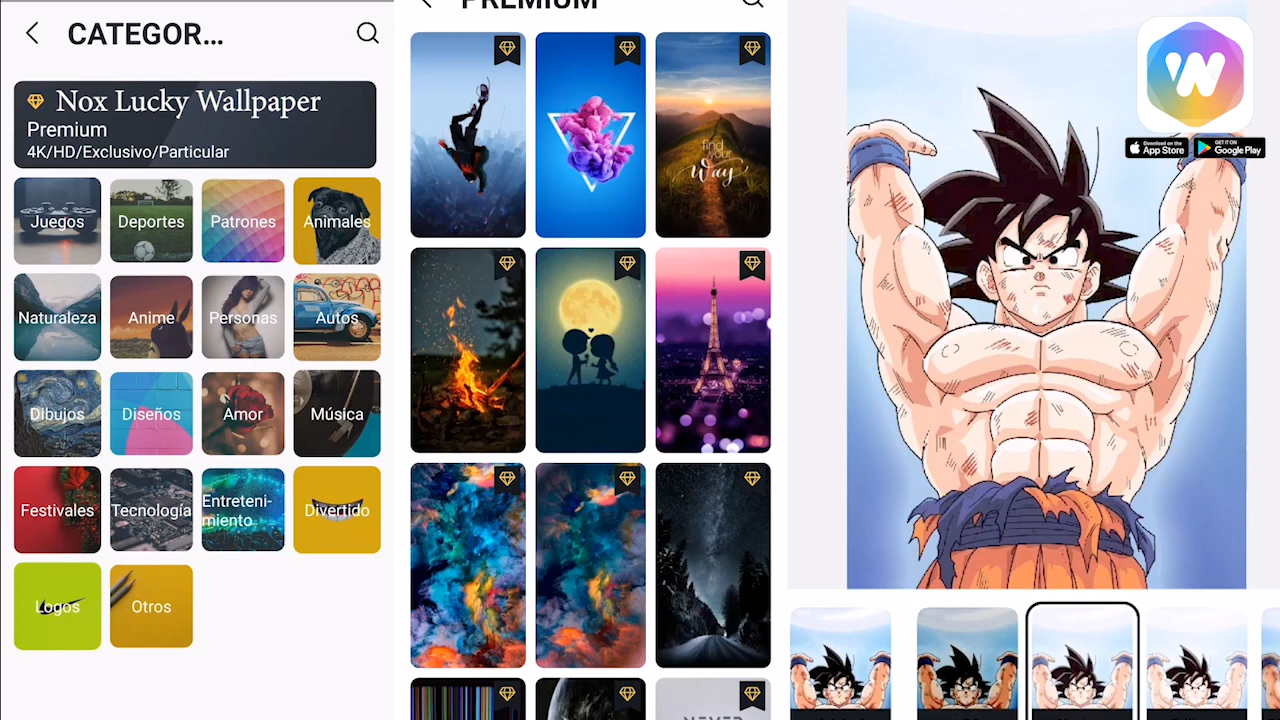 CATEGOR...
Nox Lucky Wallpaper
Premium
4K/HD/Exclusivo/Particular
Juegos
Deportes
Patrones
Animales
Naturaleza
Anime
Personas
Autos
Dibujos
Diseños
Amor
Música
Festivales
Tecnología
Entreteni-
miento
Divertido
Logos
Otros
PREMIUM
find
your
Way
NEVER
W
Download on the
App Store
GET IT ON
Google Play